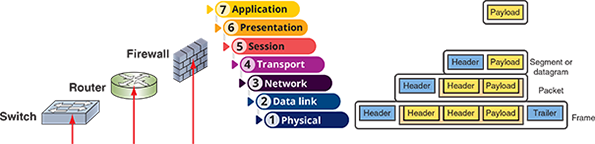 7 Application
Payload
6 Presentation
Firewall
5 Session
4 Transport
Header Payload
Segment or
datagram
Router
3 Network
Header Header Payload
Packet
Switch
2 Data link
1 Physical
Header Header Header Payload Trailer
Frame